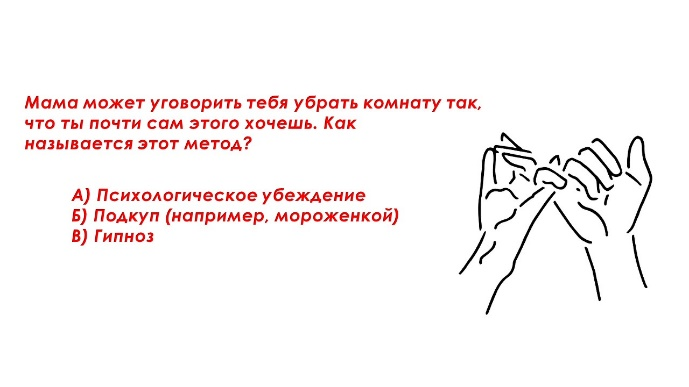 Мама может уговорить тебя убрать комнату так,
что ты почти сам этого хочешь. Как
называется этот метод?
А) Психологическое убеждение
Б) Подкуп (например, мороженкой)
В) Гипноз